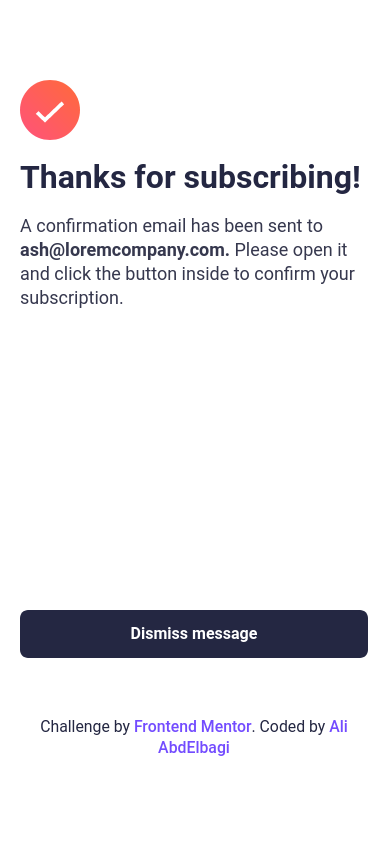 Thanks for subscribing!
A confirmation email has been sent to
ash@loremcompany.com. Please open it
and click the button inside to confirm your
subscription.
Dismiss message
Challenge by Frontend Mentor. Coded by Ali
AbdElbagi